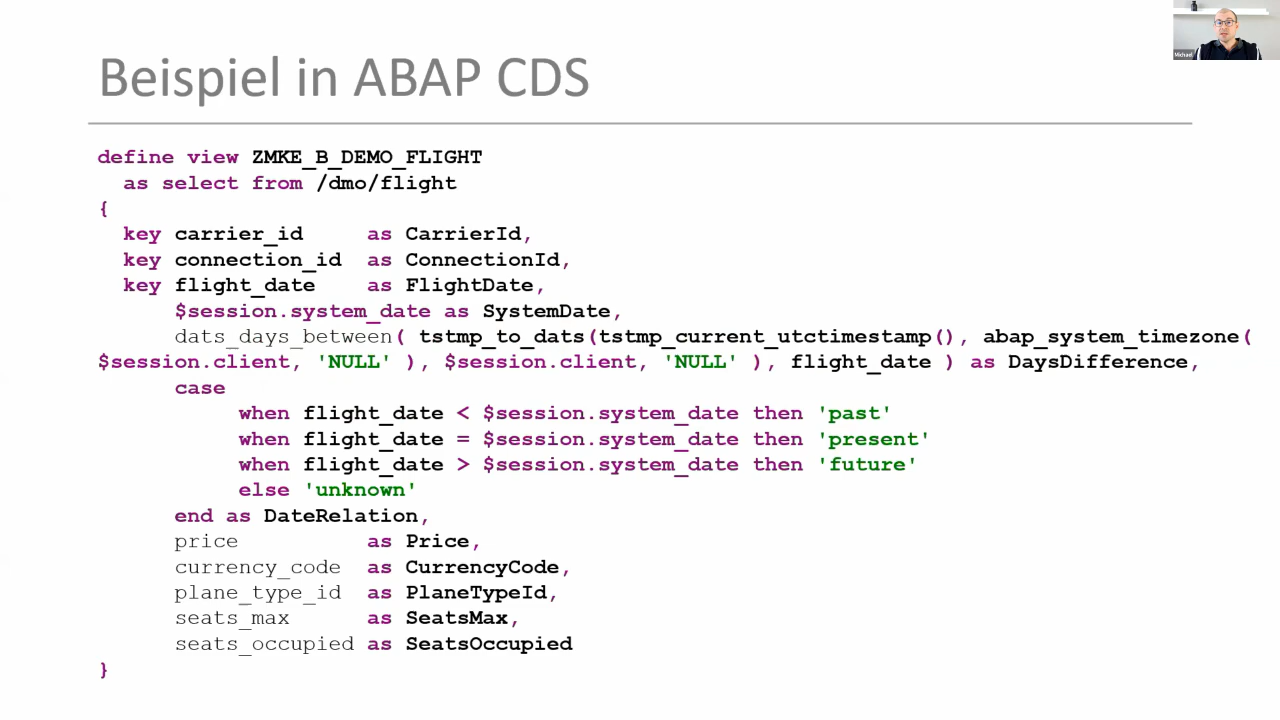 Beispiel in ABAP CDS
Michael
define view ZMKE_B_DEMO_FLIGHT
as select from /dmo/flight
{
key carrier_id as CarrierId,
key connection_id as ConnectionId,
key flight_date as FlightDate,
$session.system_date as SystemDate,
dats_days_between( tstmp_to_dats(tstmp_current_utctimestamp(), abap_system_timezone(
$session.client, 'NULL' ), $session.client, 'NULL' ), flight_date ) as DaysDifference,
case
when flight_date < $session.system_date then 'past'
when flight_date = $session.system_date then 'present'
when flight_date > $session.system_date then 'future'
else 'unknown'
end as DateRelation,
price as Price,
currency_code as CurrencyCode,
plane_type_id as PlaneTypeId,
seats_max as SeatsMax,
seats_occupied as SeatsOccupied
}